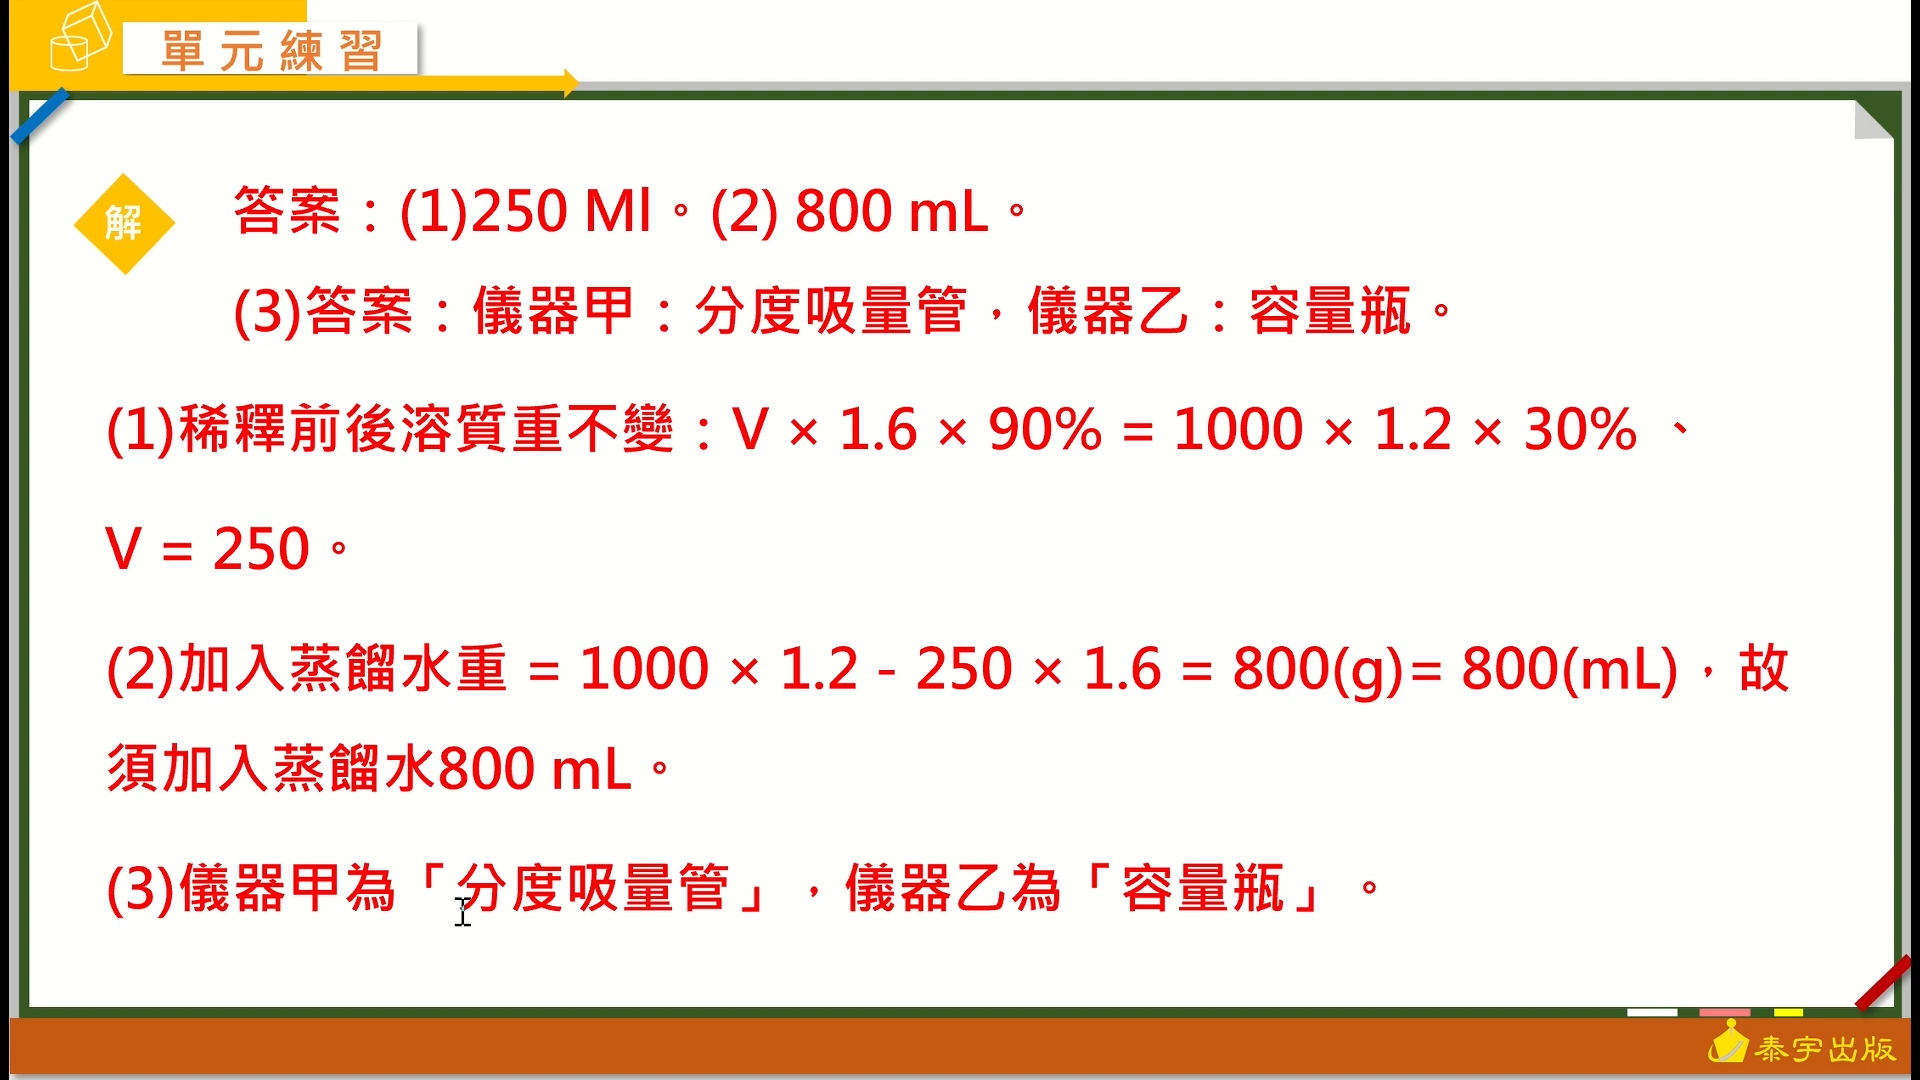 單元練習
解
答案：(1)250 Ml。(2) 800 mL。
(3)答案：儀器甲：分度吸量管，儀器乙：容量瓶。
(1)稀釋前後溶質重不變：V × 1.6 × 90% = 1000 × 1.2 × 30% 、
V = 250。
(2)加入蒸餾水重 = 1000 × 1.2 - 250 × 1.6 = 800(g)= 800(mL)，故
須加入蒸餾水800 mL。
(3)儀器甲為「分度吸量管」，儀器乙為「容量瓶」。
泰宇出版